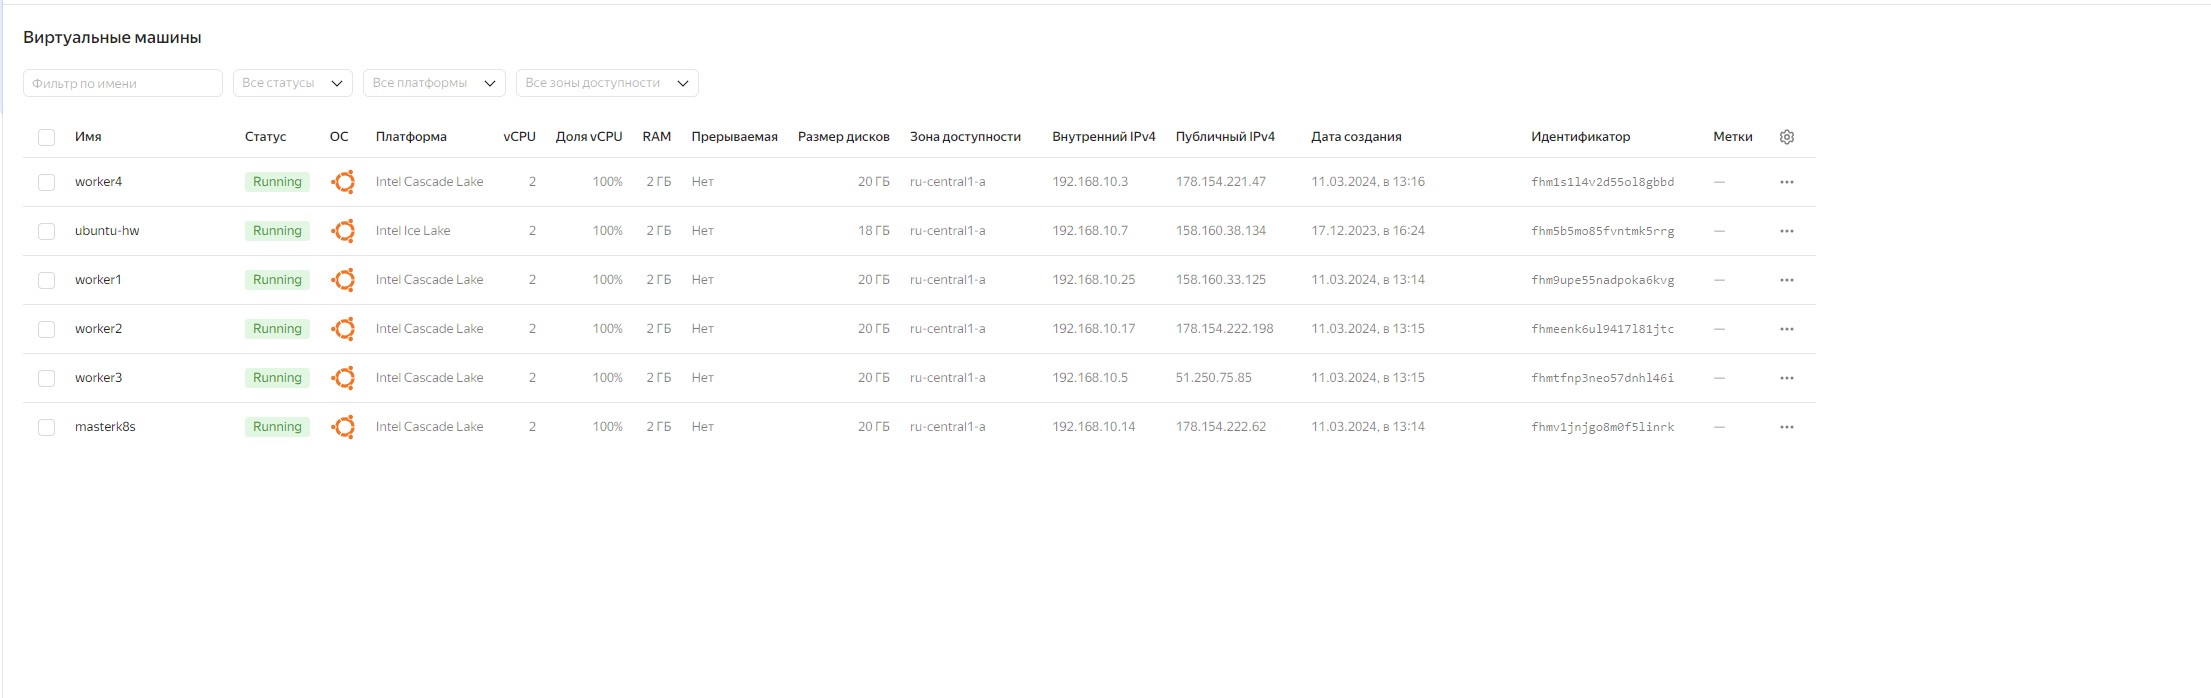 Виртуальные машины
Фильтр по имени Все статусы Все платформы Все зоны доступности
Имя Статус ОС Платформа vCPU Доля vCPU RAM Прерываемая Размер дисков Зона доступности Внутренний IPv4 Публичный IPv4 Дата создания Идентификатор Метки
worker4 Running Intel Cascade Lake 2 100% 2 ГБ Нет 20 ГБ ru-central1-a 192.168.10.3 178.154.221.47 11.03.2024, в 13:16 fhm1s1l4v2d55ol8gbbd —
ubuntu-hw Running Intel Ice Lake 2 100% 2 ГБ Нет 18 ГБ ru-central1-a 192.168.10.7 158.160.38.134 17.12.2023, в 16:24 fhm5b5mo85fvntmk5rrg —
worker1 Running Intel Cascade Lake 2 100% 2 ГБ Нет 20 ГБ ru-central1-a 192.168.10.25 158.160.33.125 11.03.2024, в 13:14 fhm9upe55nadpoka6kvg —
worker2 Running Intel Cascade Lake 2 100% 2 ГБ Нет 20 ГБ ru-central1-a 192.168.10.17 178.154.222.198 11.03.2024, в 13:15 fhmeenk6ul9417l81jtc —
worker3 Running Intel Cascade Lake 2 100% 2 ГБ Нет 20 ГБ ru-central1-a 192.168.10.5 51.250.75.85 11.03.2024, в 13:15 fhmtfnp3neo57dnhl46i —
masterk8s Running Intel Cascade Lake 2 100% 2 ГБ Нет 20 ГБ ru-central1-a 192.168.10.14 178.154.222.62 11.03.2024, в 13:14 fhmv1jnjgo8m0f5linrk —